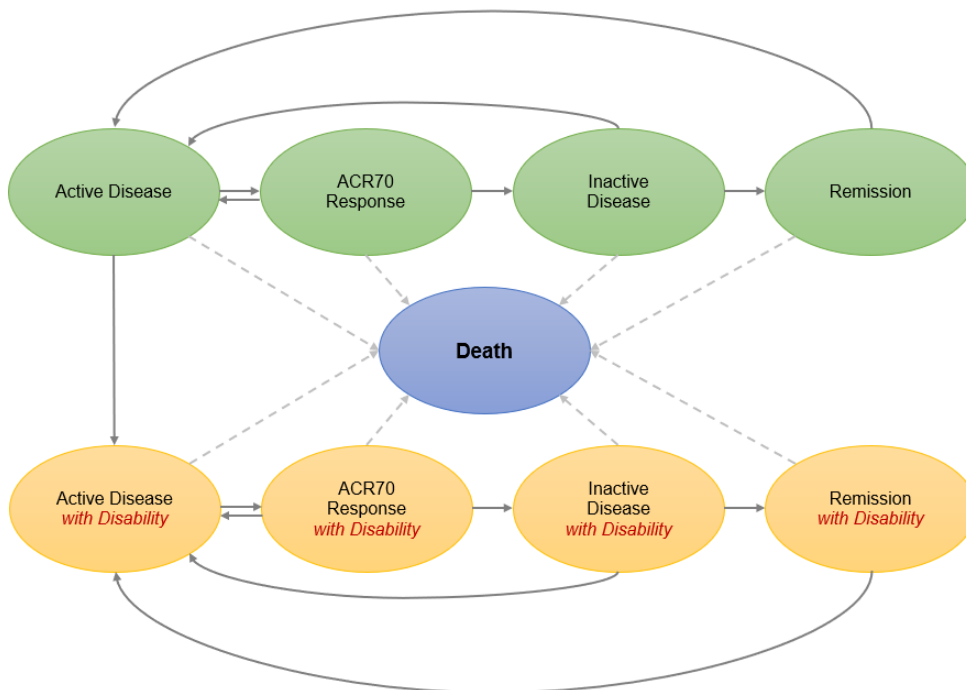 Active Disease
ACR70
Response
Inactive
Disease
Remission
Death
Active Disease
with Disability
ACR70
Response
with Disability
Inactive
Disease
with Disability
Remission
with Disability